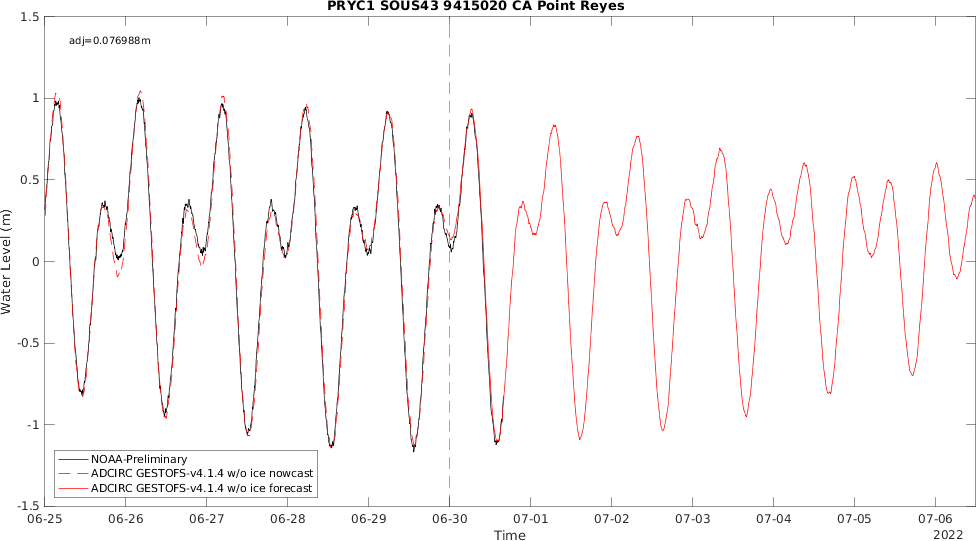 PRYC1 SOUS43 9415020 CA Point Reyes
adj=0.076988m
Water Level (m)
1.5
1
0.5
0
-0.5
-1
-1.5
NOAA-Preliminary
ADCIRC GESTOFS-v4.1.4 w/o ice nowcast
ADCIRC GESTOFS-v4.1.4 w/o ice forecast
06-25 06-26 06-27 06-28 06-29 06-30 07-01 07-02 07-03 07-04 07-05 07-06
Time
2022